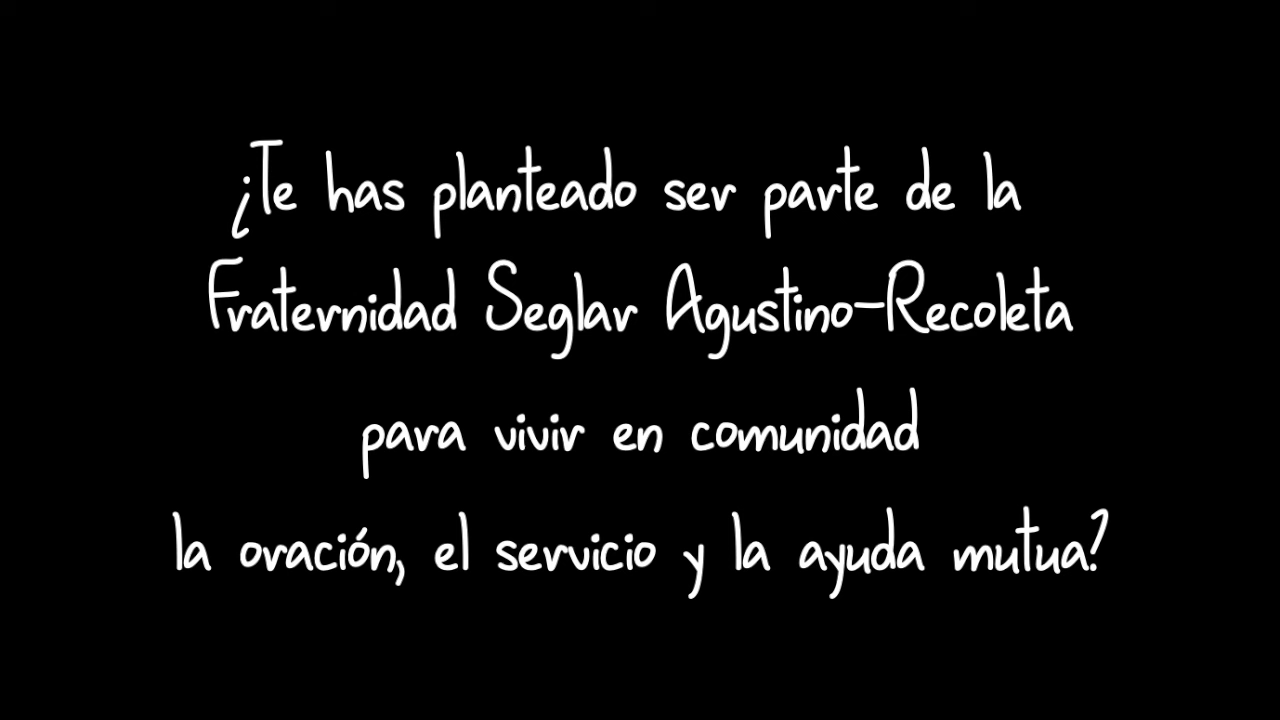 ¿Te has planteado ser parte de la
Fraternidad Seglar Agustino-Recoleta
para vivir en comunidad
la oración, el servicio y la ayuda mutua?